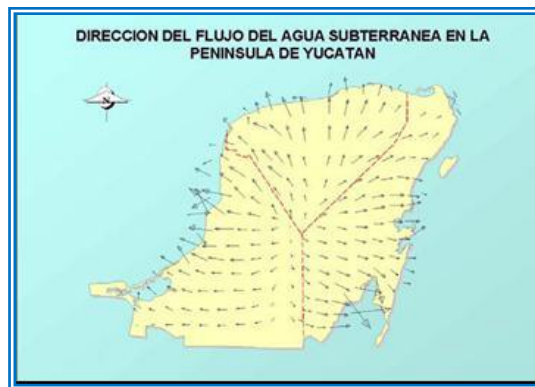 DIRECCION DEL FLUJO DEL AGUA SUBTERRANEA EN LA
PENINSULA DE YUCATAN
N